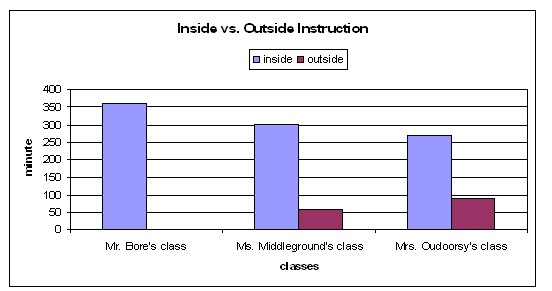 Inside vs. Outside Instruction
inside outside
400
350
300
250
200
150
100
50
0
minute
Mr. Bore's class Ms. Middleground's class Mrs. Oudoorsy's class
classes